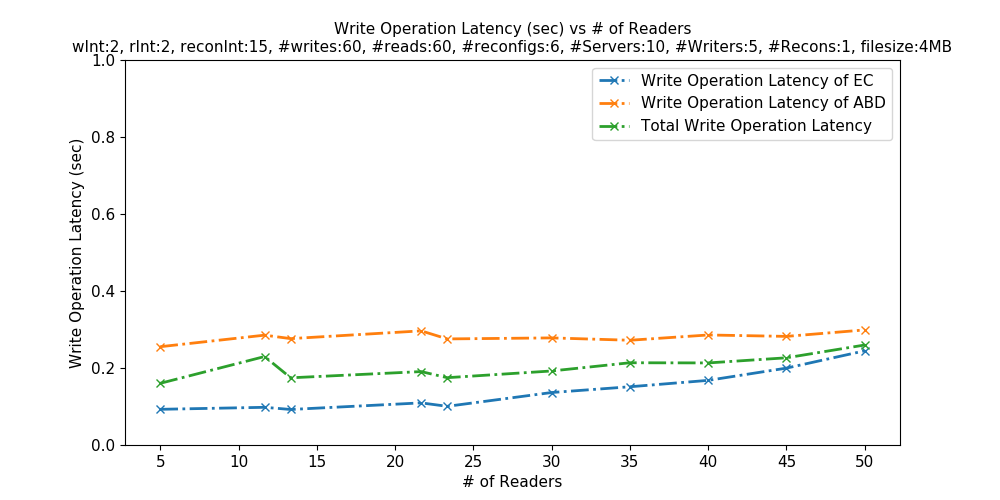 Write Operation Latency (sec) vs # of Readers
wInt:2, rInt:2, reconInt:15, #writes:60, #reads:60, #reconfigs:6, #Servers:10, #Writers:5, #Recons:1, filesize:4MB
Write Operation Latency of EC
Write Operation Latency of ABD
Total Write Operation Latency
Write Operation Latency (sec)
1.0
0.8
0.6
0.4
0.2
0.0
5 10 15 20 25 30 35 40 45 50
# of Readers